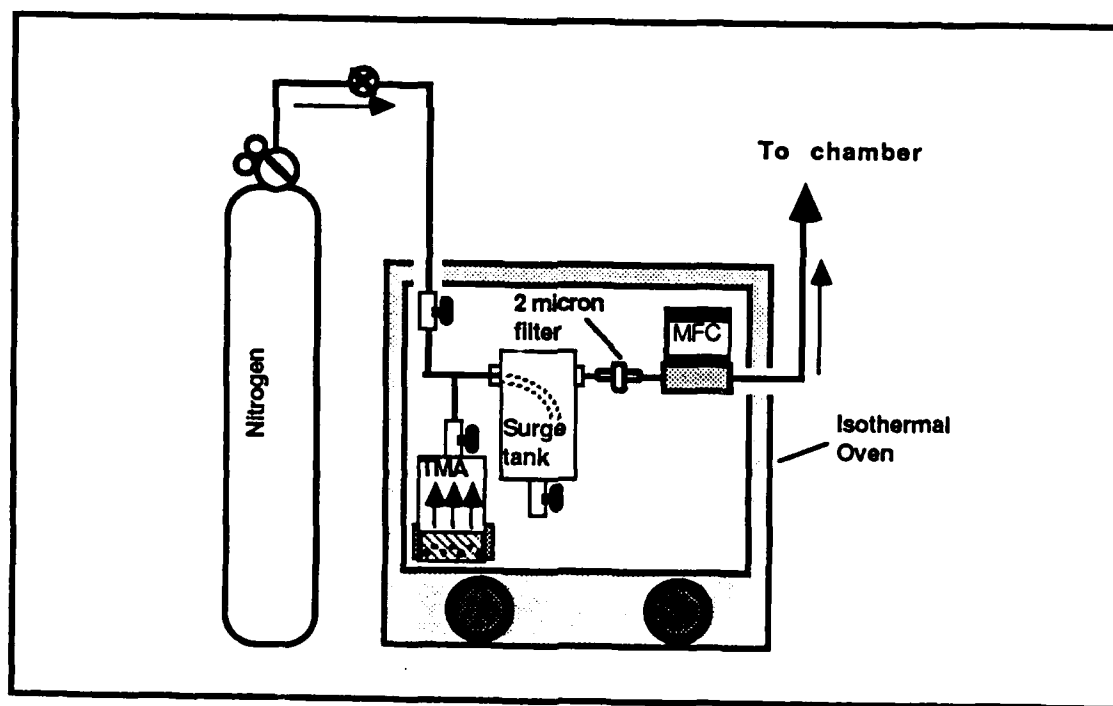 To chamber
2 micron
filter
MFC
Nitrogen
Surge
tank
TMA
Isothermal
Oven